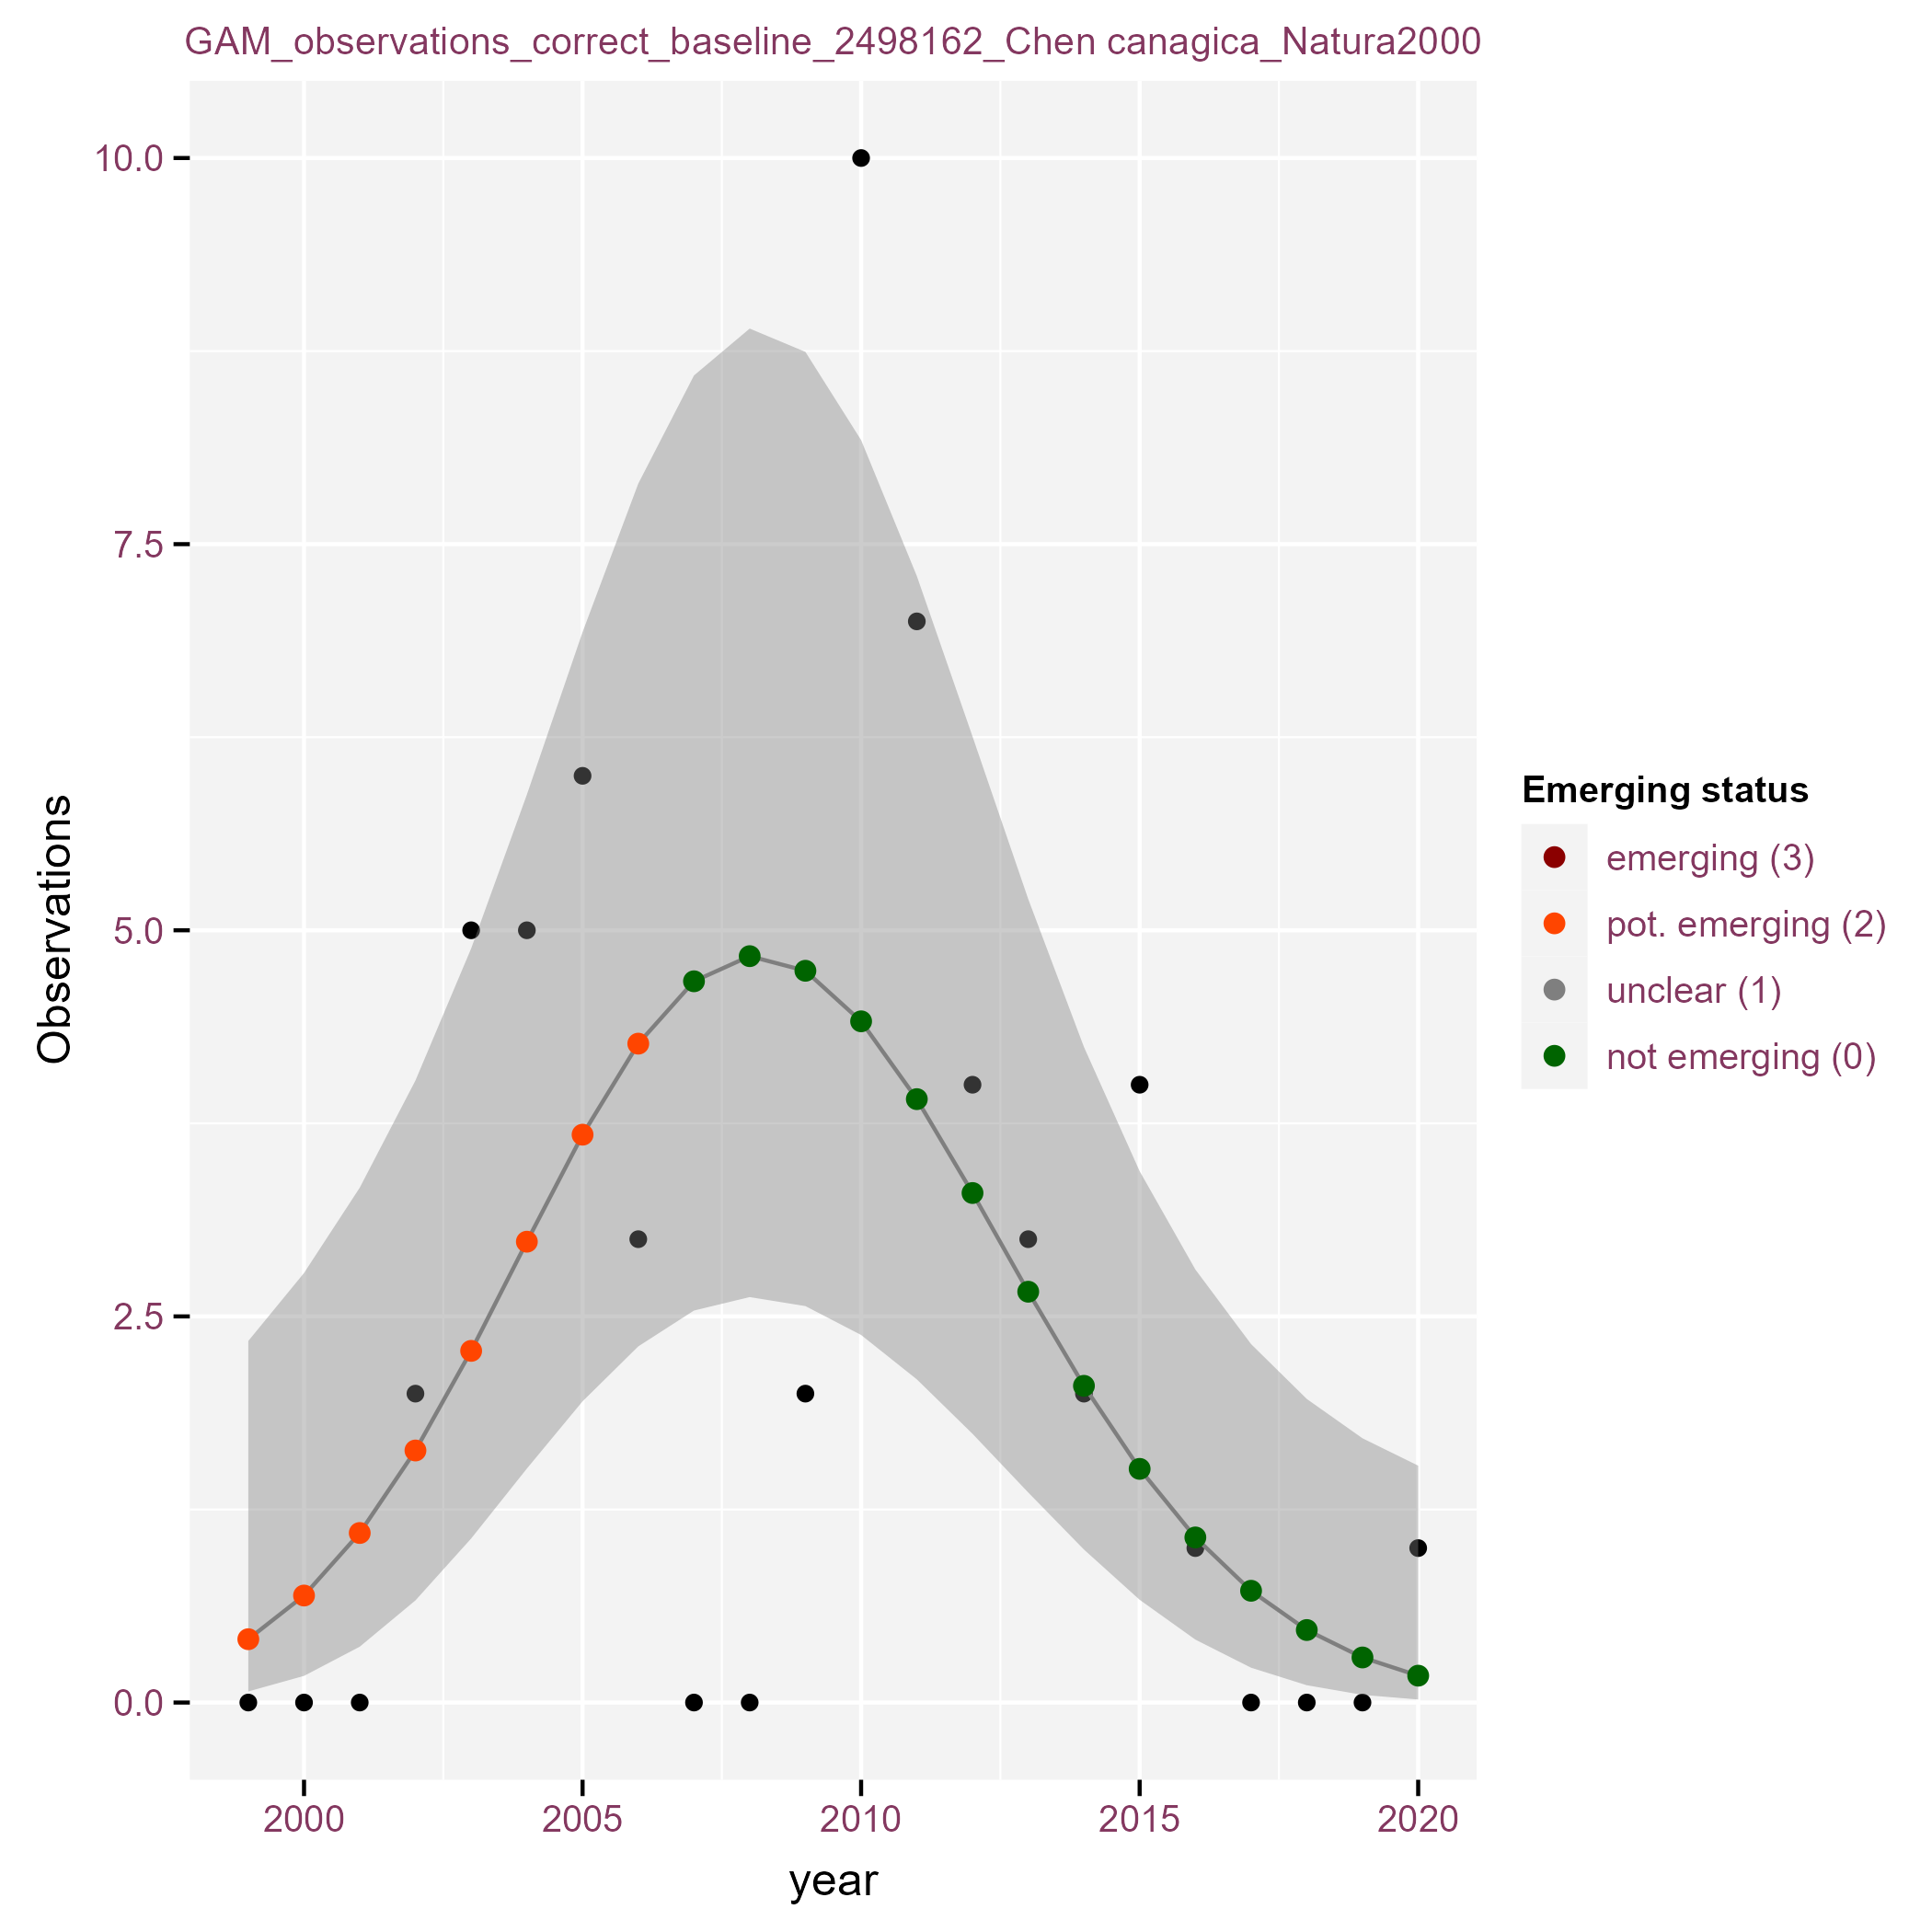 GAM_observations_correct_baseline_2498162_Chen canagica_Natura2000
10.0
7.5
5.0
2.5
0.0
Observations
2000
2005
2010
2015
2020
year
Emerging status
emerging (3)
pot. emerging (2)
unclear (1)
not emerging (0)